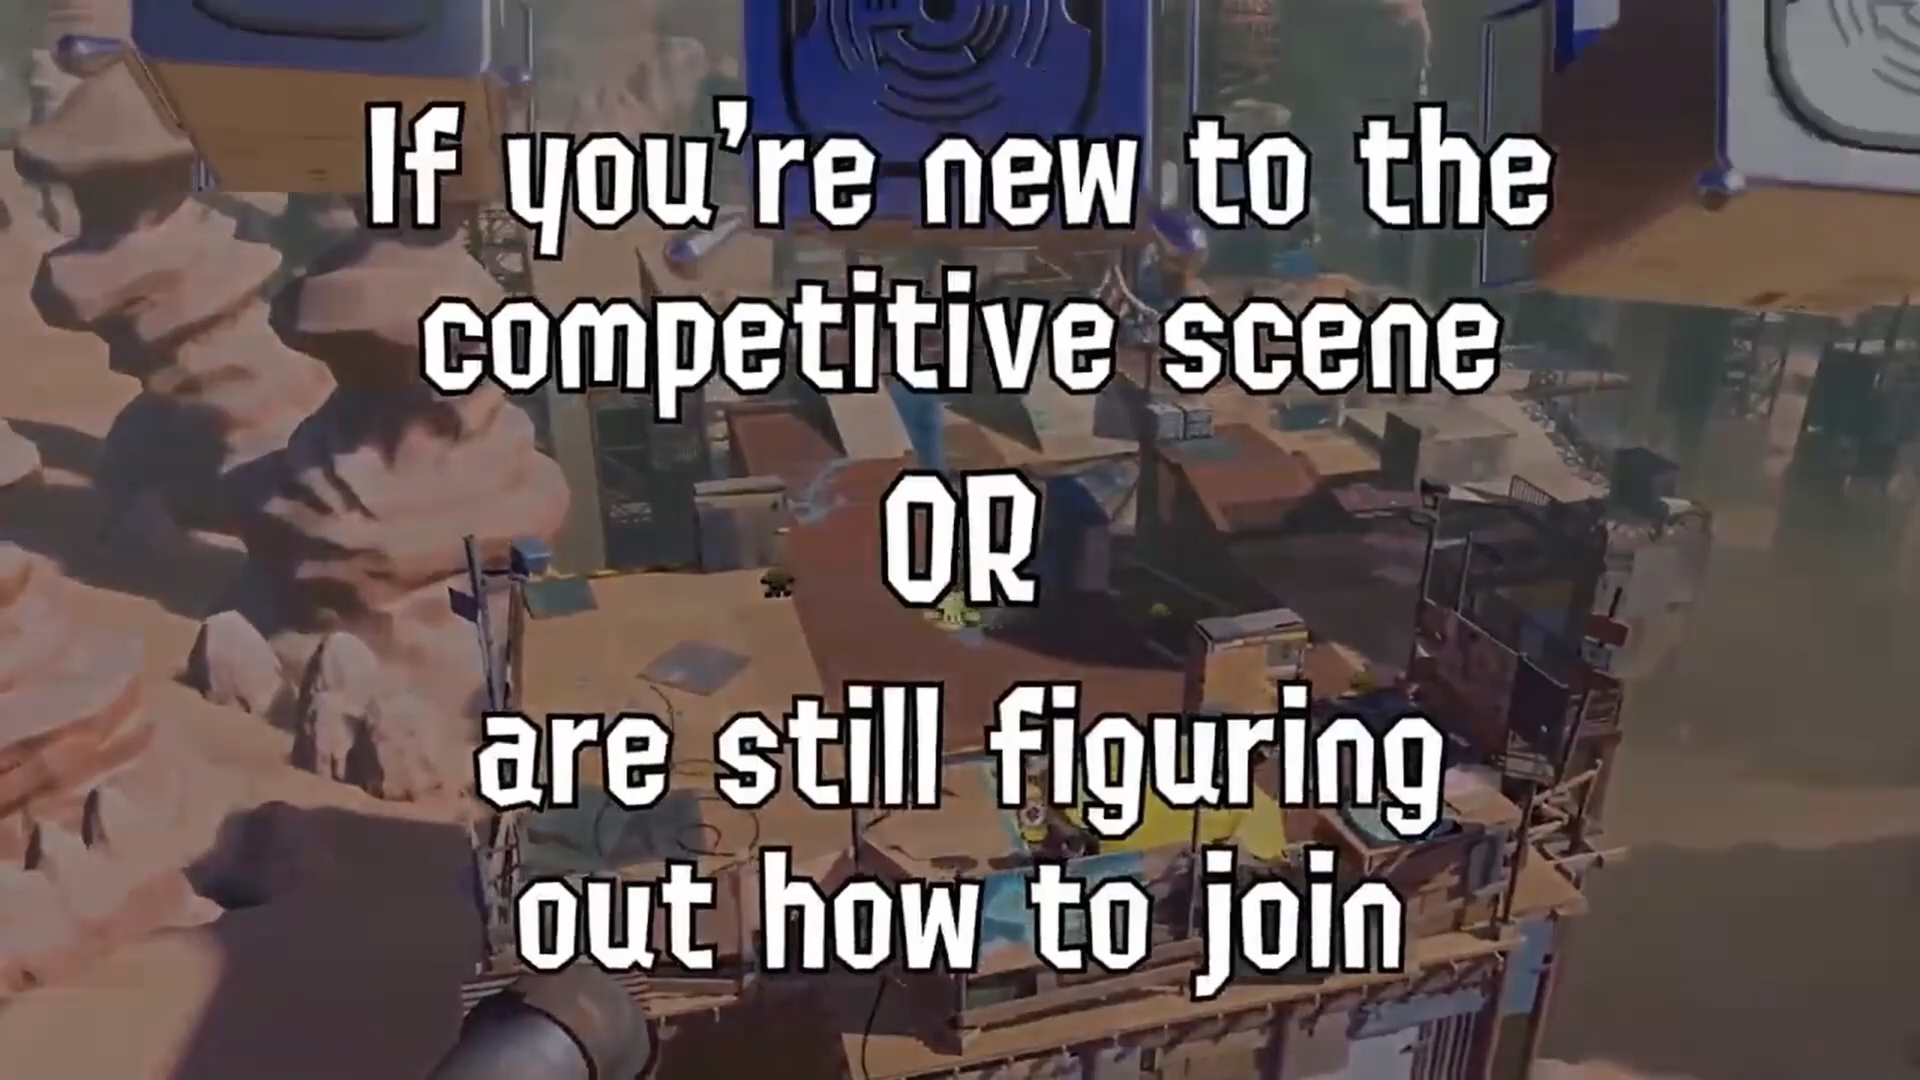 If you're new to the
competitive scene
OR
are still figuring
out how to join